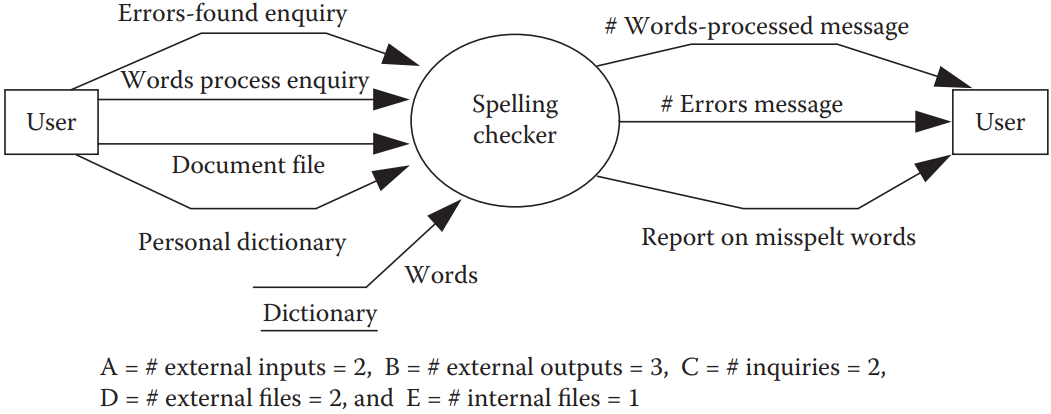 Errors-found enquiry
# Words-processed message
Words process enquiry
# Errors message
User
Spelling
checker
User
Document file
Personal dictionary
Report on misspelt words
Words
Dictionary
A = # external inputs = 2, B = # external outputs = 3, C = # inquiries = 2,
D = # external files = 2, and E = # internal files = 1